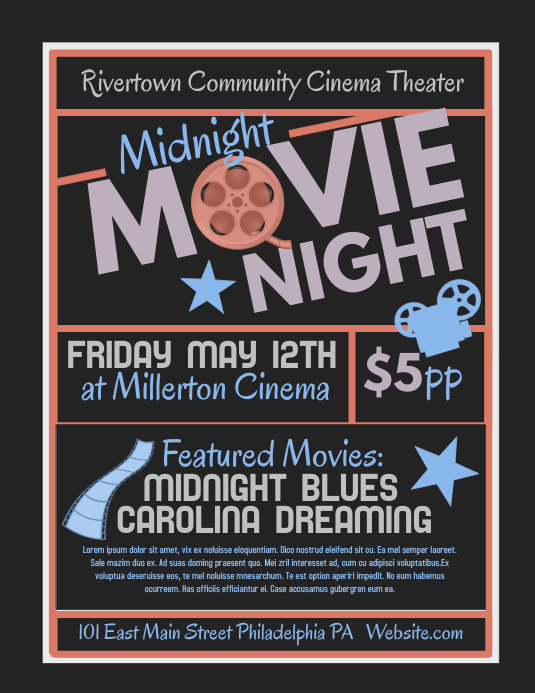 Rivertown Community Cinema Theater
Midnight
MOVIE
NIGHT
FRIDAY MAY 12TH
at Millerton Cinema
$5pp
Featured Movies:
MIDNIGHT BLUES
CAROLINA DREAMING
Lorem ipsum dolor sit amet, vix ex noluisse eloquentiam. Dico nostrud eleifend sit cu. Ea mel semper laoreet.
Sale mazim duo ex. Ad suas doming praesent quo. Mei zril interesset ad, cum cu adipisci voluptatibus.Ex
voluptua deseruisse eos, te mel noluisse mnesarchum. Te est option aperiri impedit. No eum habemus
ocurreem. Has officiis efficiantur ei. Case accusamus gubergren eum ea.
101 East Main Street Philadelphia PA Website.com